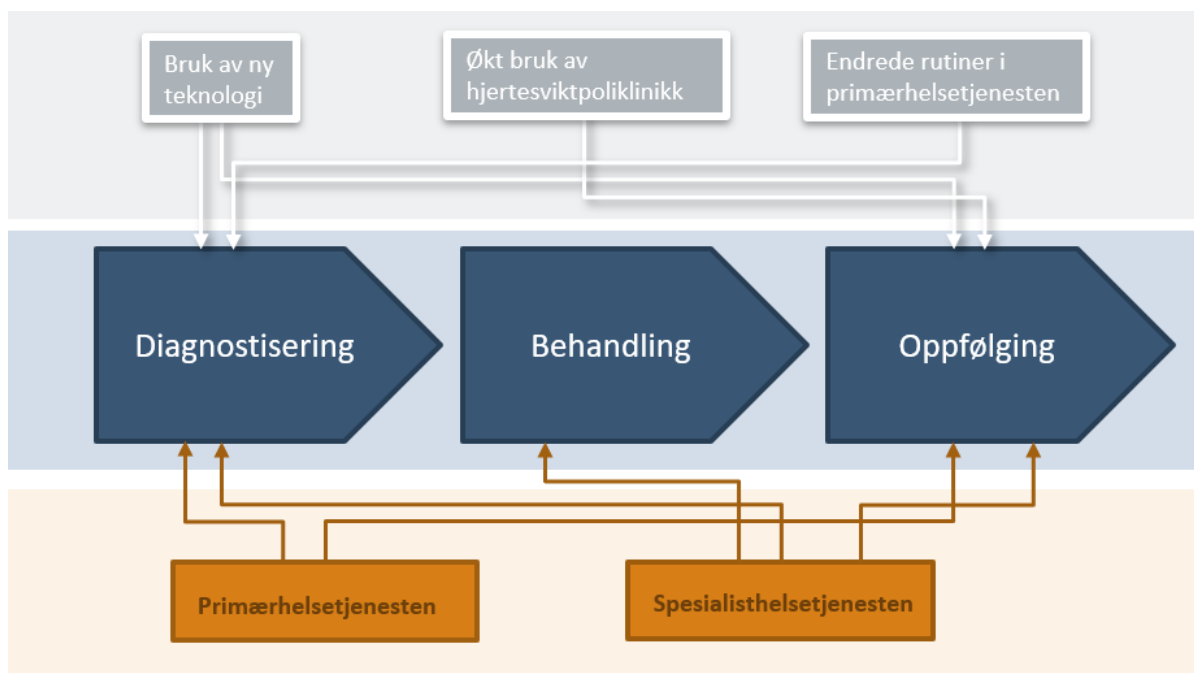 Bruk av ny
teknologi
Økt bruk av
hjertesviktpoliklinikk
Endrede rutiner i
primærhelsetjenesten
Diagnostisering
Behandling
Oppfølging
Primærhelsetjenesten
Spesialisthelsetjenesten